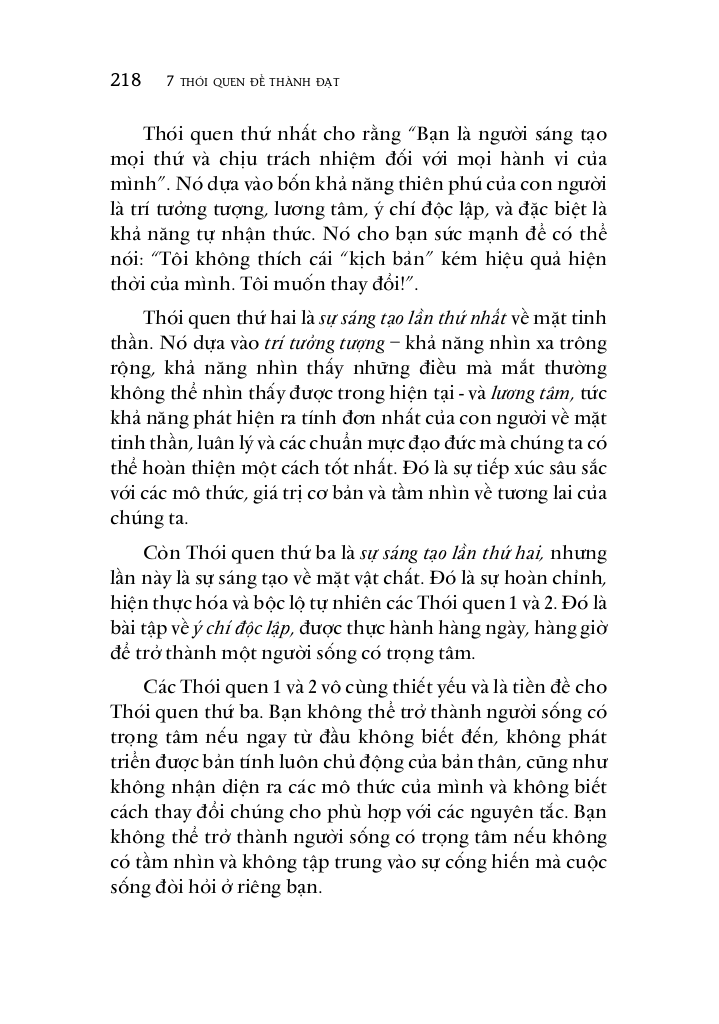 218 7 THÓI QUEN ĐỂ THÀNH ĐẠT
Thói quen thứ nhất cho rằng “Bạn là người sáng tạo
mọi thứ và chịu trách nhiệm đối với mọi hành vi của
mình”. Nó dựa vào bốn khả năng thiên phú của con người
là trí tưởng tượng, lương tâm, ý chí độc lập, và đặc biệt là
khả năng tự nhận thức. Nó cho bạn sức mạnh để có thể
nói: “Tôi không thích cái “kịch bản” kém hiệu quả hiện
thời của mình. Tôi muốn thay đổi!”.
Thói quen thứ hai là sự sáng tạo lần thứ nhất về mặt tinh
thần. Nó dựa vào trí tưởng tượng – khả năng nhìn xa trông
rộng, khả năng nhìn thấy những điều mà mắt thường
không thể nhìn thấy được trong hiện tại - và lương tâm, tức
khả năng phát hiện ra tính đơn nhất của con người về mặt
tinh thần, luân lý và các chuẩn mực đạo đức mà chúng ta có
thể hoàn thiện một cách tốt nhất. Đó là sự tiếp xúc sâu sắc
với các mô thức, giá trị cơ bản và tầm nhìn về tương lai của
chúng ta.
Còn Thói quen thứ ba là sự sáng tạo lần thứ hai, nhưng
lần này là sự sáng tạo về mặt vật chất. Đó là sự hoàn chỉnh,
hiện thực hóa và bộc lộ tự nhiên các Thói quen 1 và 2. Đó là
bài tập về ý chí độc lập, được thực hành hàng ngày, hàng giờ
để trở thành một người sống có trọng tâm.
Các Thói quen 1 và 2 vô cùng thiết yếu và là tiền đề cho
Thói quen thứ ba. Bạn không thể trở thành người sống có
trọng tâm nếu ngay từ đầu không biết đến, không phát
triển được bản tính luôn chủ động của bản thân, cũng như
không nhận diện ra các mô thức của mình và không biết
cách thay đổi chúng cho phù hợp với các nguyên tắc. Bạn
không thể trở thành người sống có trọng tâm nếu không
có tầm nhìn và không tập trung vào sự cống hiến mà cuộc
sống đòi hỏi ở riêng bạn.